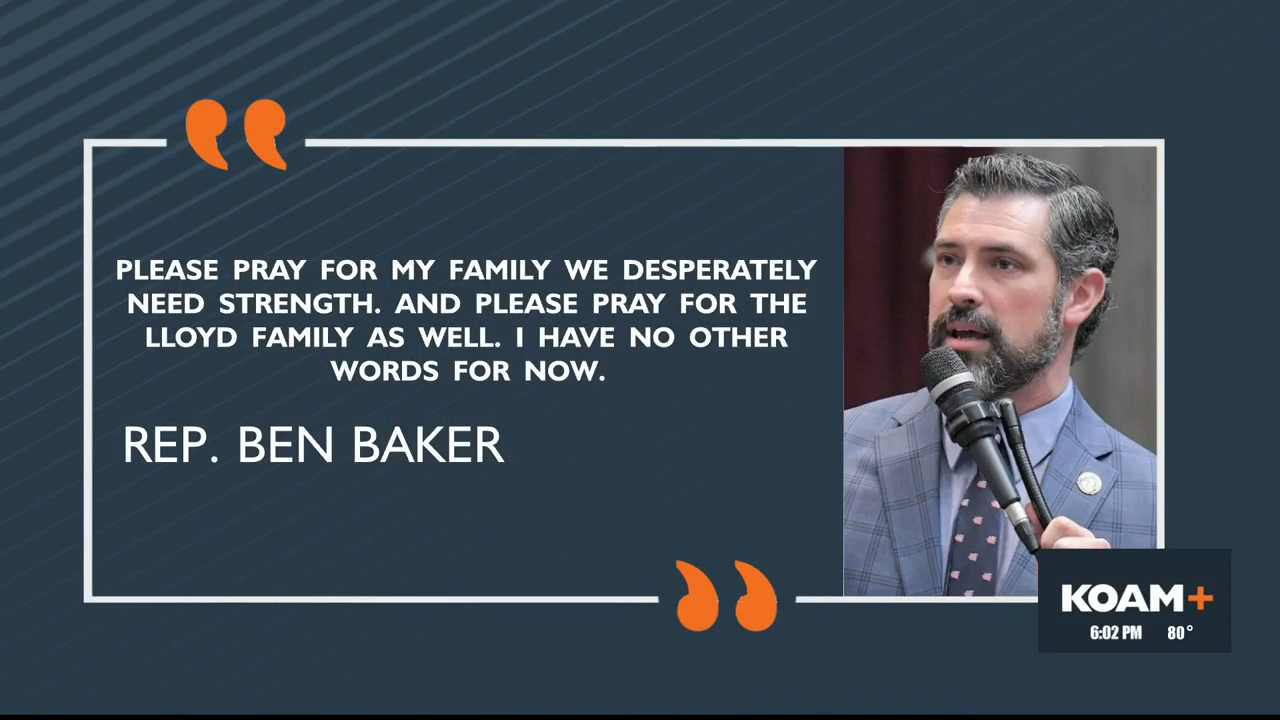 PLEASE PRAY FOR MY FAMILY WE DESPERATELY
NEED STRENGTH. AND PLEASE PRAY FOR THE
LLOYD FAMILY AS WELL. I HAVE NO OTHER
WORDS FOR NOW.
REP. BEN BAKER
KOAM+
6:02 PM 80°